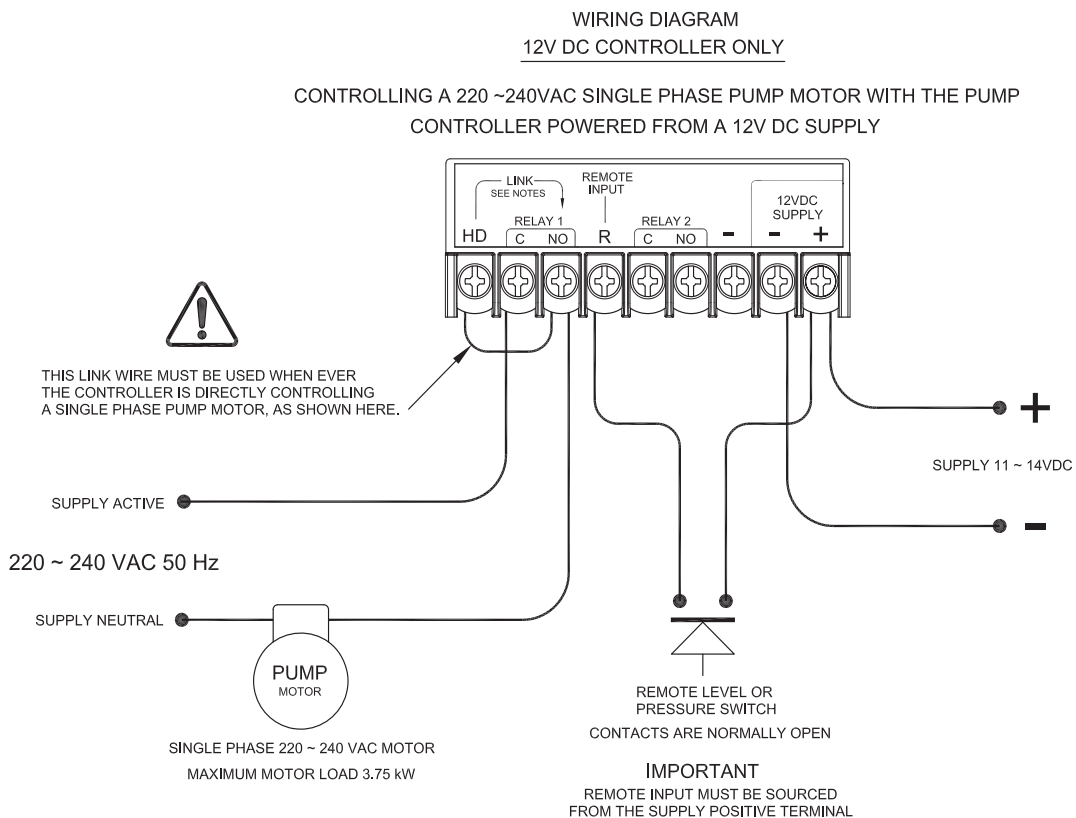 WIRING DIAGRAM
12V DC CONTROLLER ONLY
CONTROLLING A 220 ~240VAC SINGLE PHASE PUMP MOTOR WITH THE PUMP
CONTROLLER POWERED FROM A 12V DC SUPPLY
LINK
SEE NOTES
REMOTE
INPUT
12VDC
SUPPLY
RELAY 1
RELAY 2
HD
C
NO
R
C
NO
-
-
+
THIS LINK WIRE MUST BE USED WHEN EVER
THE CONTROLLER IS DIRECTLY CONTROLLING
A SINGLE PHASE PUMP MOTOR, AS SHOWN HERE.
+
SUPPLY 11 ~ 14VDC
-
SUPPLY ACTIVE
220 ~ 240 VAC 50 Hz
SUPPLY NEUTRAL
PUMP
MOTOR
SINGLE PHASE 220 ~ 240 VAC MOTOR
MAXIMUM MOTOR LOAD 3.75 kW
REMOTE LEVEL OR
PRESSURE SWITCH
CONTACTS ARE NORMALLY OPEN
IMPORTANT
REMOTE INPUT MUST BE SOURCED
FROM THE SUPPLY POSITIVE TERMINAL